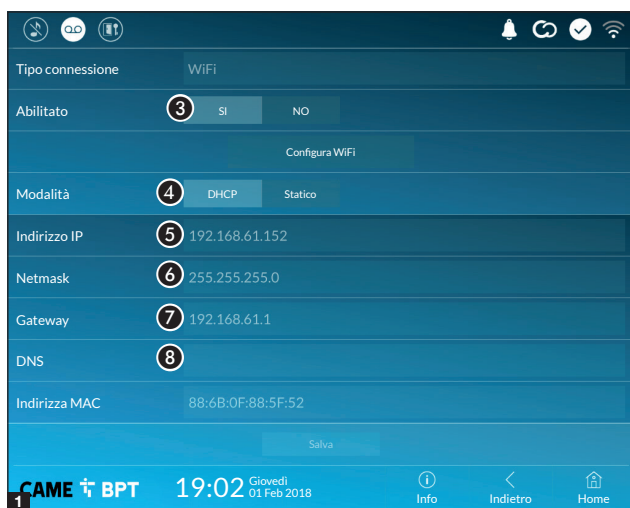 Tipo connessione WiFi
Abilitato 3 SI NO
Configura WiFi
Modalità 4 DHCP Statico
Indirizzo IP 5 192.168.61.152
Netmask 6 255.255.255.0
Gateway 7 192.168.61.1
DNS 8
Indirizza MAC 88:6B:0F:88:5F:52
Salva
CAME BPT 19:02 Giovedì
01 Feb 2018
Info Indietro Home
1